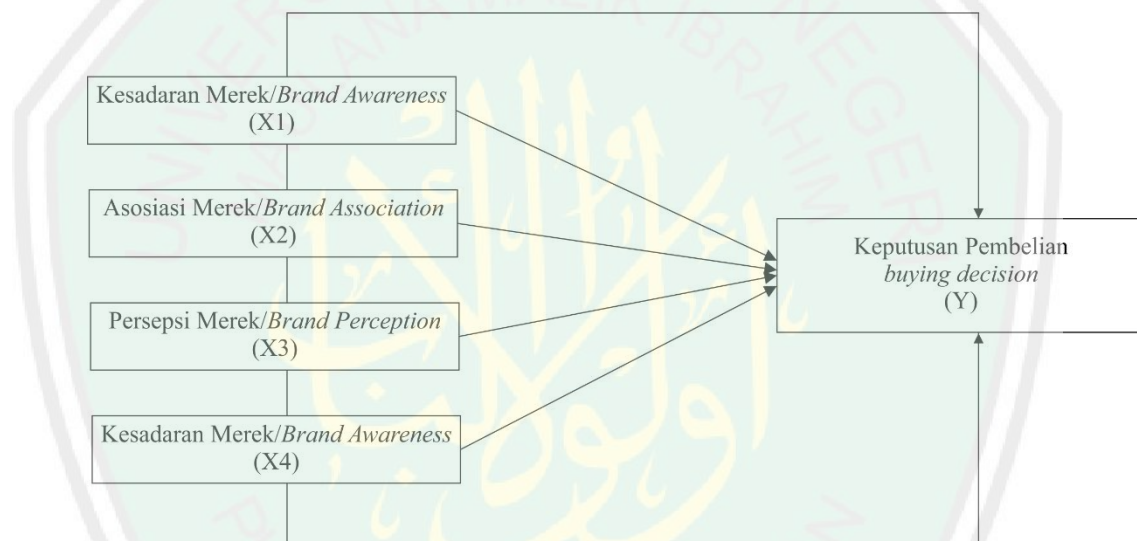 Kesadaran Merek/Brand Awareness
(X1)
Asosiasi Merek/Brand Association
(X2)
Persepsi Merek/Brand Perception
(X3)
Kesadaran Merek/Brand Awareness
(X4)
Keputusan Pembelian
buying decision
(Y)